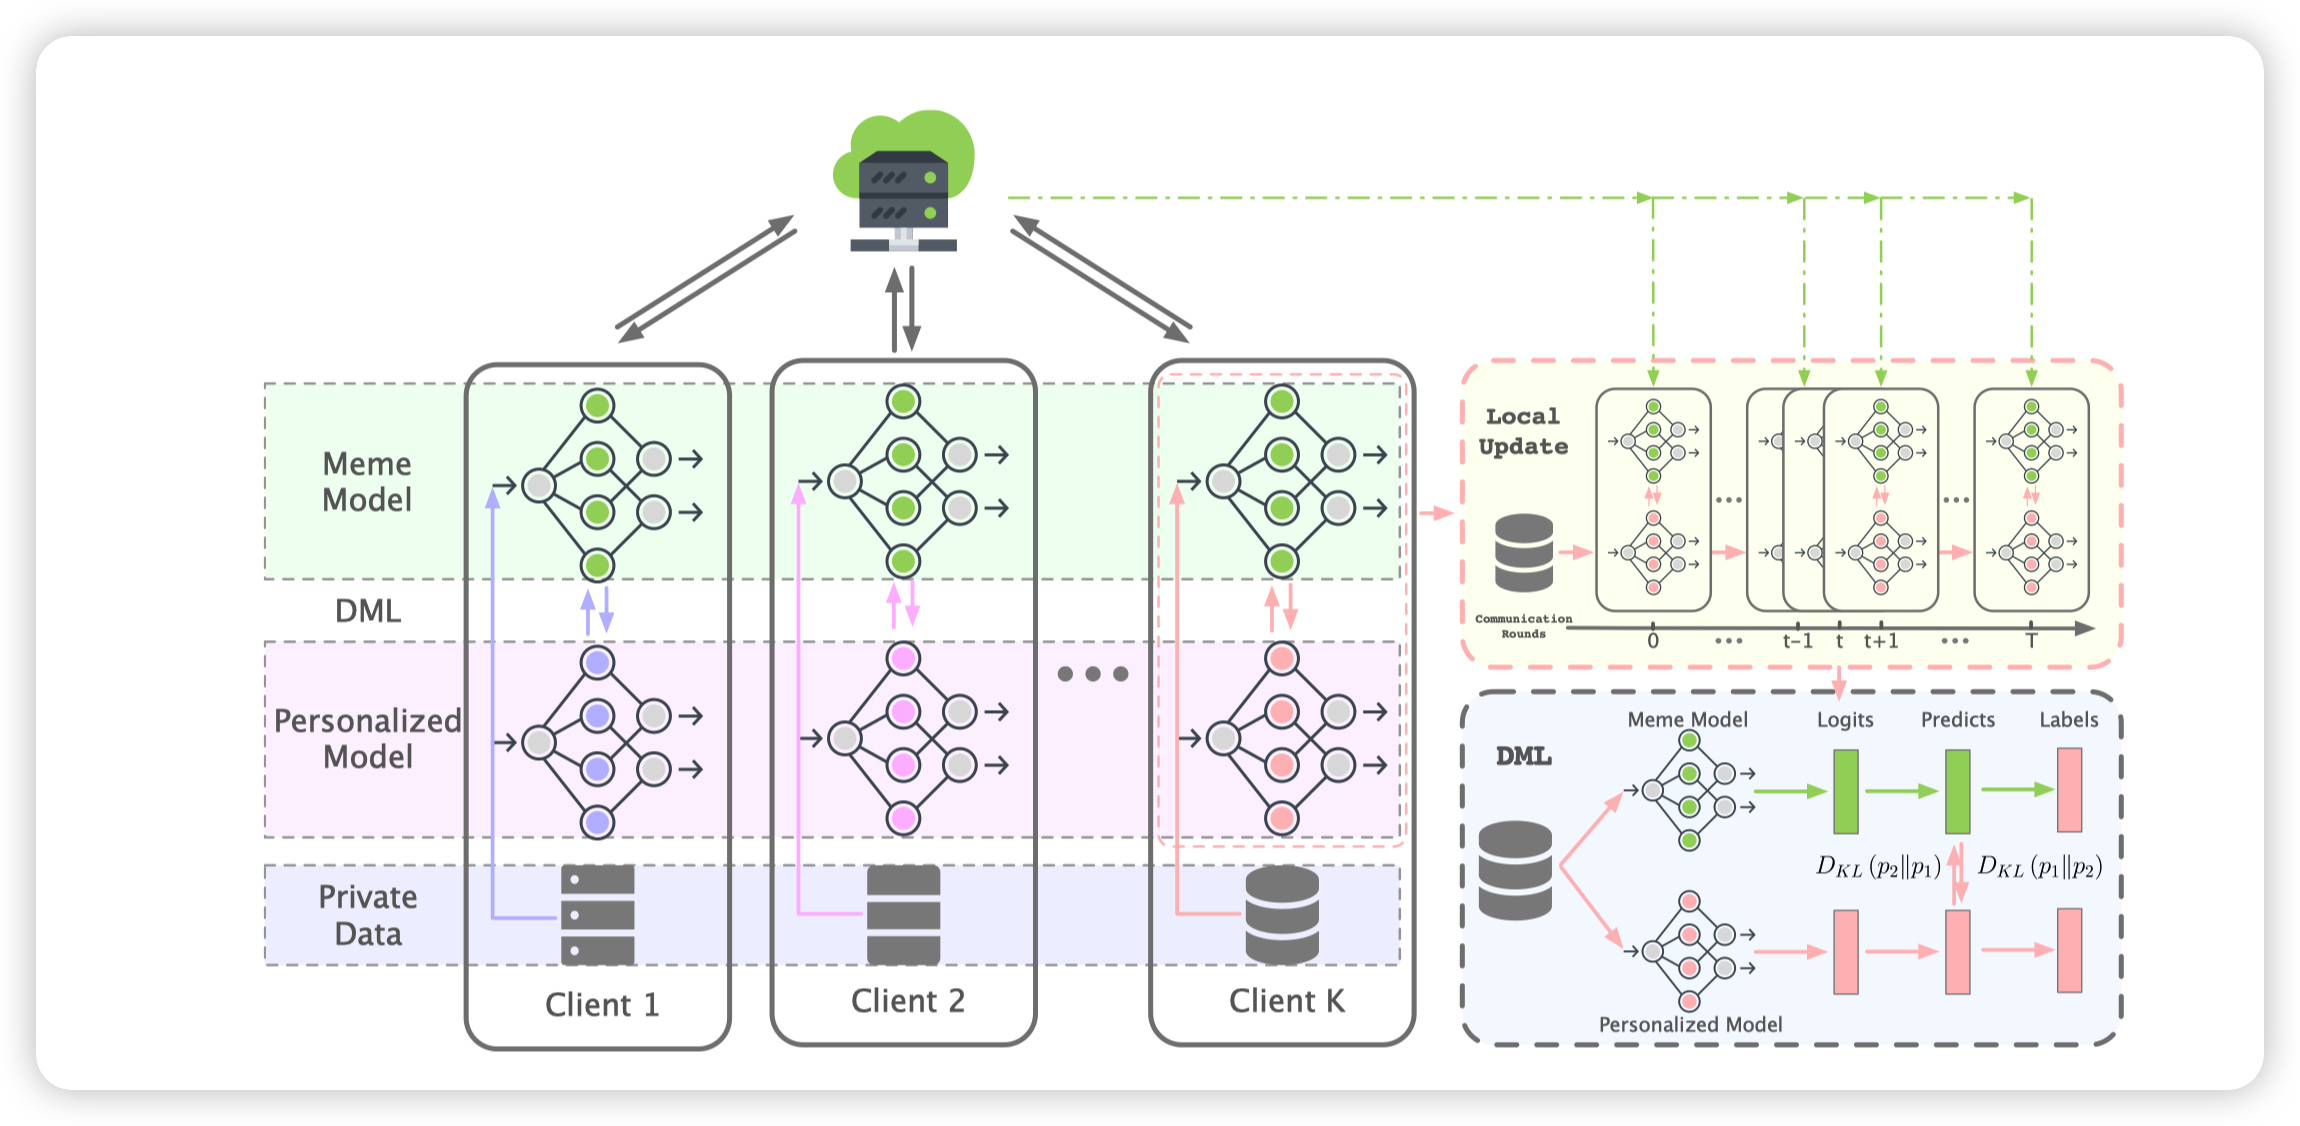 Meme
Model
DML
Personalized
Model
Private
Data
Client 1
Client 2
Client K
Local
Update
Communication
Rounds
0
t-1
t
t+1
T
DML
Meme Model
Logits
Predicts
Labels
D_{KL}(p_2‖p_1)
D_{KL}(p_1‖p_2)
Personalized Model